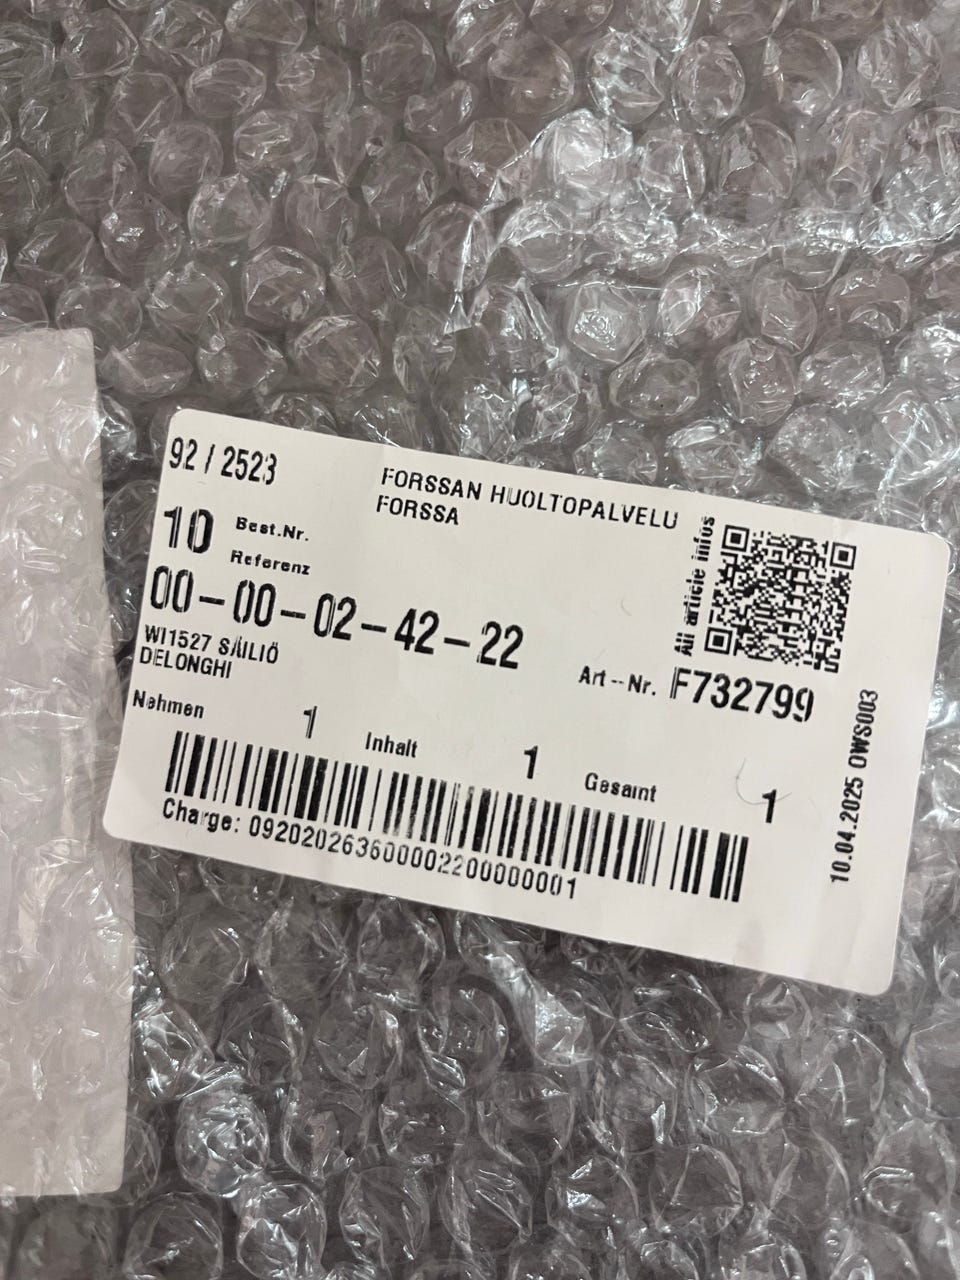 92 / 2523
FORSSAN HUOLTOPALVELU
FORSSA
10 Best.Nr.
Referenz
00-00-02-42-22
WI1527 SÄILIÖ
DELONGHI
All article infos
Art-Nr. F732799
Nehmen 1 Inhalt 1 Gesamt 1
Charge: 092020263600002200000001
10.04.2025 OWS003